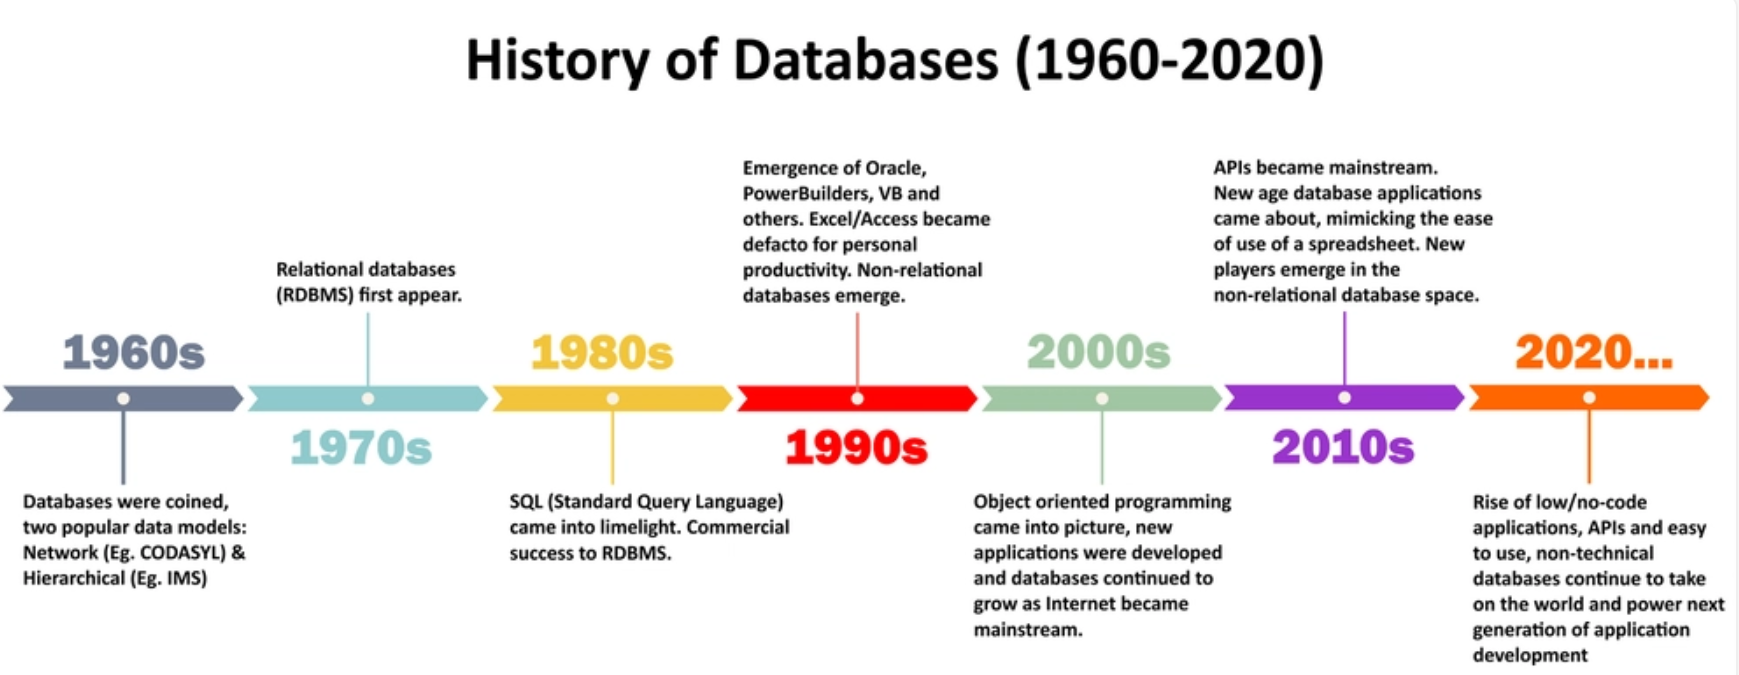 History of Databases (1960-2020)
1960s
Databases were coined,
two popular data models:
Network (Eg. CODASYL) &
Hierarchical (Eg. IMS)
Relational databases
(RDBMS) first appear.
1970s
1980s
SQL (Standard Query Language)
came into limelight. Commercial
success to RDBMS.
Emergence of Oracle,
PowerBuilders, VB and
others. Excel/Access became
defacto for personal
productivity. Non-relational
databases emerge.
1990s
2000s
Object oriented programming
came into picture, new
applications were developed
and databases continued to
grow as Internet became
mainstream.
APIs became mainstream.
New age database applications
came about, mimicking the ease
of use of a spreadsheet. New
players emerge in the
non-relational database space.
2010s
2020...
Rise of low/no-code
applications, APIs and easy
to use, non-technical
databases continue to take
on the world and power next
generation of application
development